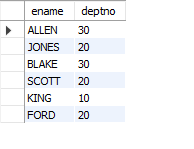 ename deptno
ALLEN 30
JONES 20
BLAKE 30
SCOTT 20
KING 10
FORD 20